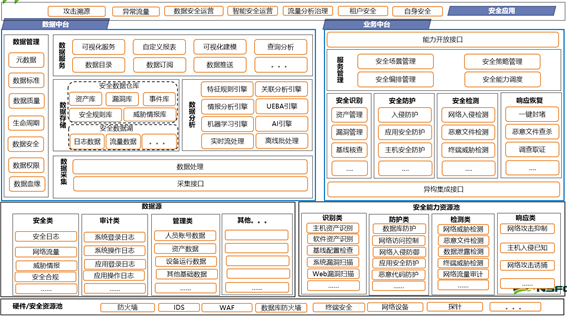 攻击溯源 异常流量 数据安全运营 智能安全运营 流量分析治理 租户安全 自身安全 安全应用
数据中台
数据管理
元数据
数据标准
数据质量
生命周期
数据安全
数据权限
数据血缘
数据服务
可视化服务 自定义报表 可视化建模 查询分析
数据目录 数据订阅 数据推送 。。。
数据存储
安全数据仓库
资产库 漏洞库 事件库
安全规则库 威胁情报库
安全数据湖
日志数据 流量数据 。。。
数据分析
特征规则引擎 关联分析引擎
情报分析引擎 UEBA引擎
机器学习引擎 AI引擎
实时流处理 离线批处理
数据采集
数据处理
采集接口
业务中台
能力开放接口
服务管理
安全场景管理 安全策略管理
安全编排管理 安全能力调度
安全识别
资产管理
漏洞管理
基线核查
....
安全防护
入侵防护
应用安全防护
主机安全防护
....
安全检测
网络入侵检测
恶意文件检测
终端威胁检测
....
响应恢复
一键封堵
恶意文件查杀
调查取证
....
异构集成接口
数据源
安全类
安全日志
网络流量
威胁情报
安全合规
......
审计类
系统登录日志
系统操作日志
应用登录日志
应用操作日志
......
管理类
人员账号数据
资产数据
设备运行数据
其他基础数据
......
其他。。。
安全能力资源池
识别类
主机资产识别
软件资产识别
基线配置检查
系统漏洞扫描
Web漏洞扫描
......
防护类
数据库防护
网络访问控制
网络入侵防御
应用安全防护
恶意代码防护
......
检测类
网络威胁检测
恶意文件检测
数据泄露检测
终端威胁检测
网络流量审计
......
响应类
网络攻击抑制
主机入侵已知
网络攻击诱捕
......
硬件/安全资源池 防火墙 IDS WAF 数据库防火墙 终端安全 网络设备 探针 。。。